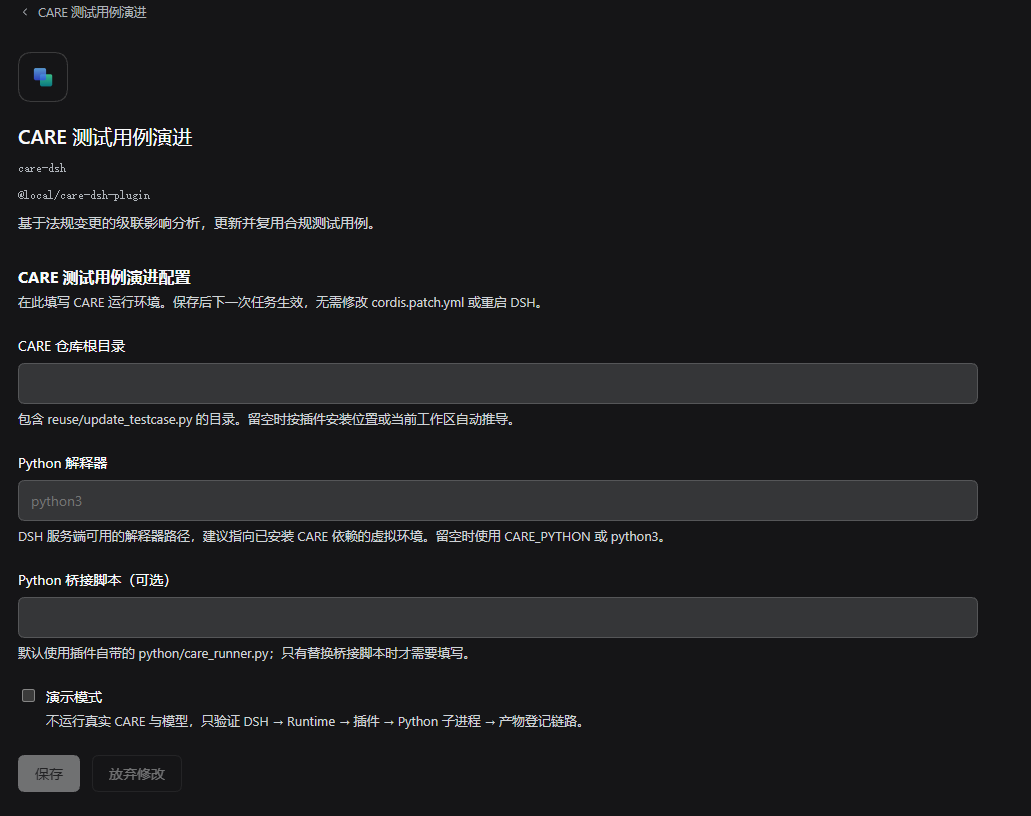 CARE 测试用例演进
CARE 测试用例演进
care-dsh
@local/care-dsh-plugin
基于法规变更的级联影响分析，更新并复用合规测试用例。
CARE 测试用例演进配置
在此填写 CARE 运行环境。保存后下一次任务生效，无需修改 cordis.patch.yml 或重启 DSH。
CARE 仓库根目录
包含 reuse/update_testcase.py 的目录。留空时按插件安装位置或当前工作区自动推导。
Python 解释器
python3
DSH 服务端可用的解释器路径，建议指向已安装 CARE 依赖的虚拟环境。留空时使用 CARE_PYTHON 或 python3。
Python 桥接脚本（可选）
默认使用插件自带的 python/care_runner.py；只有替换桥接脚本时才需要填写。
演示模式
不运行真实 CARE 与模型，只验证 DSH → Runtime → 插件 → Python 子进程 → 产物登记链路。
保存 放弃修改